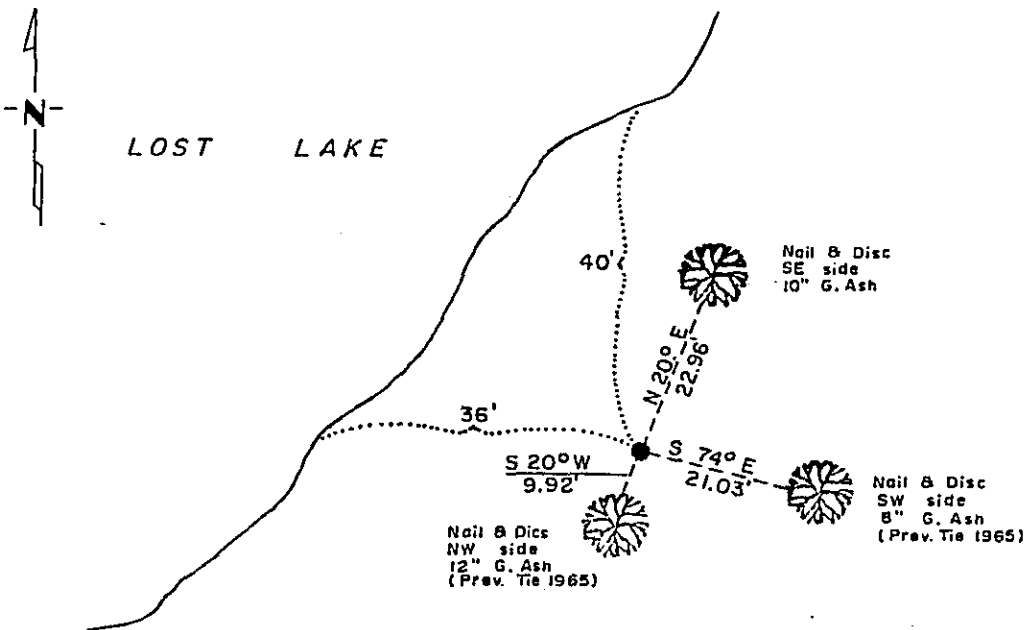 N
LOST LAKE
40'
Nail & Disc
SE side
10" G. Ash
N 20° E
22.96'
36'
S 20° W
9.92'
S 74° E
21.03'
Nail & Disc
SW side
8" G. Ash
(Prev. Tie 1965)
Nail & Dics
NW side
12" G. Ash
(Prev. Tie 1965)